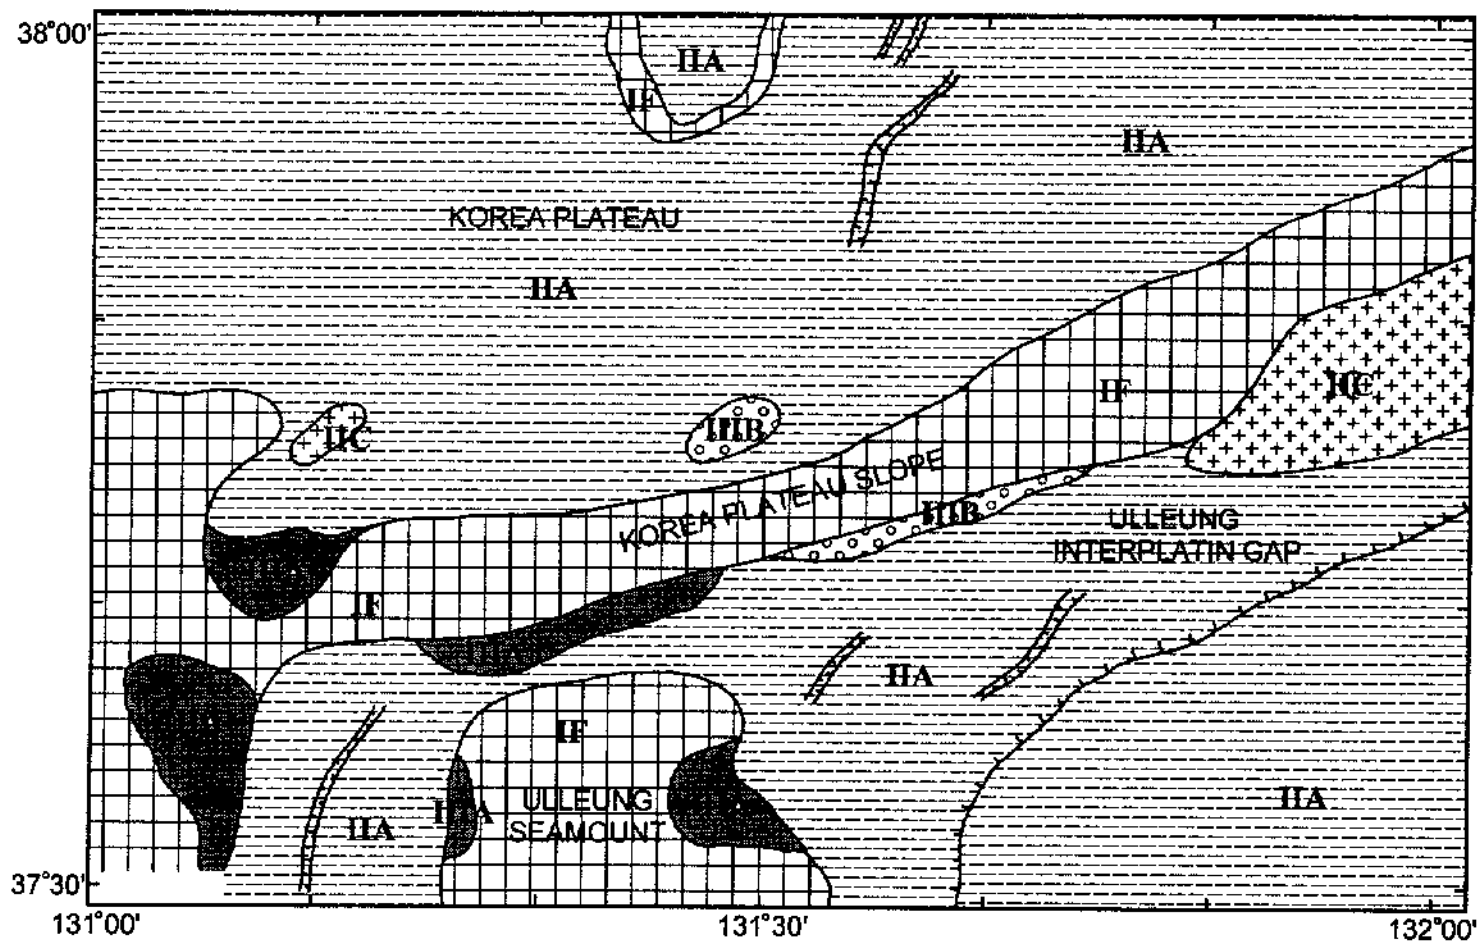 38°00'
IIA
IF
IIA
KOREA PLATEAU
IIA
IF
IIC
IIC
IIIB
KOREA PLATEAU SLOPE
IIIB
ULLEUNG
INTERPLATIN GAP
IF
IIA
IF
IIA
ULLEUNG
SEAMOUNT
IIA
IIIA
37°30'
131°00'
131°30'
132°00'